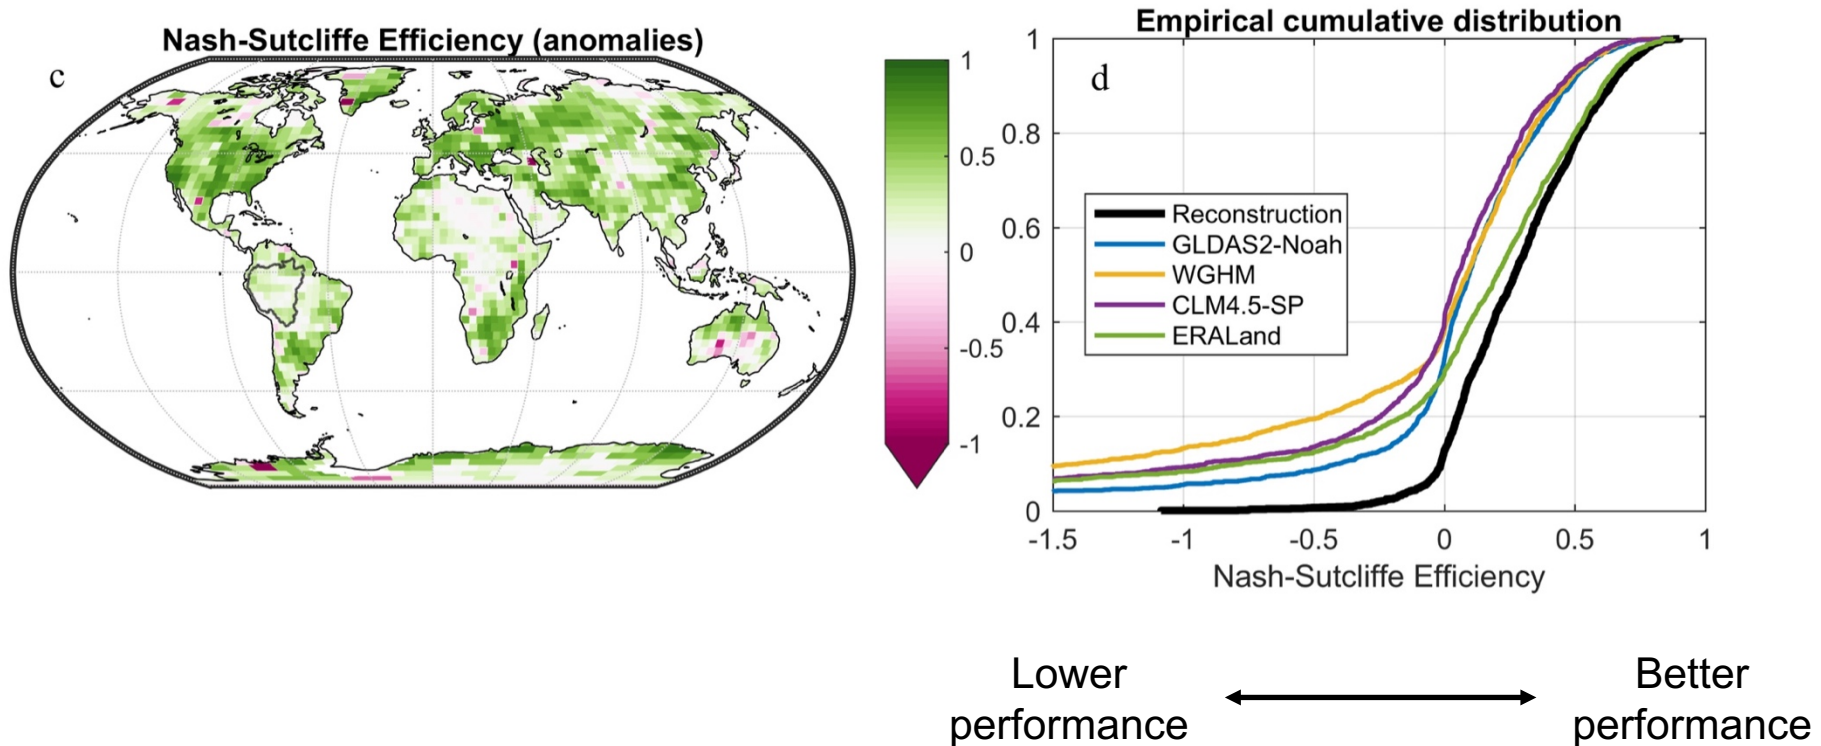 Nash-Sutcliffe Efficiency (anomalies)
c
1
0.5
0
-0.5
-1
Empirical cumulative distribution
d
1
0.8
0.6
0.4
0.2
0
Reconstruction
GLDAS2-Noah
WGHM
CLM4.5-SP
ERALand
-1.5 -1 -0.5 0 0.5 1
Nash-Sutcliffe Efficiency
Lower
performance
Better
performance